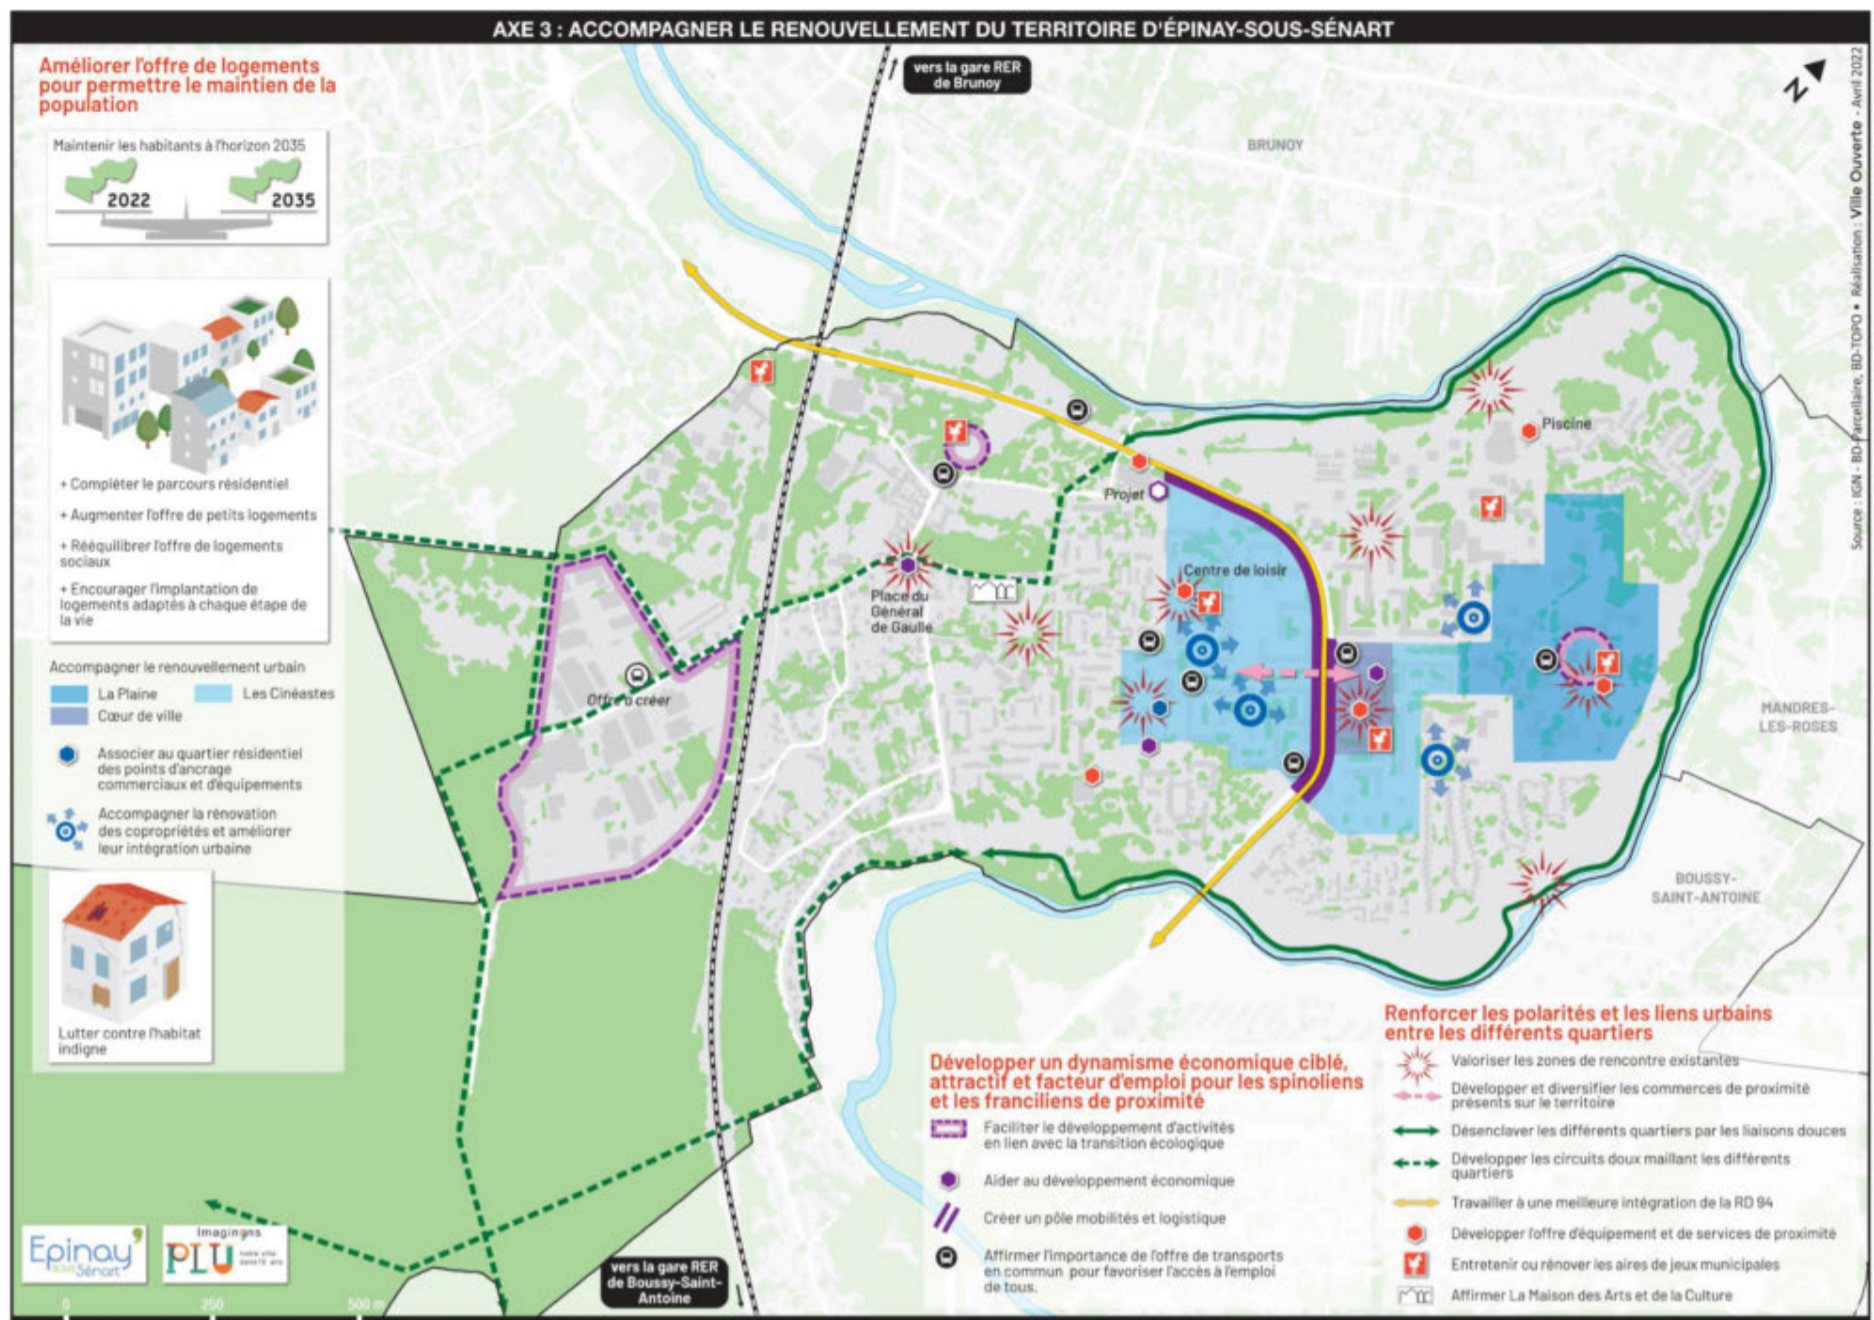 AXE 3 : ACCOMPAGNER LE RENOUVELLEMENT DU TERRITOIRE D'ÉPINAY-SOUS-SÉNART
Améliorer l'offre de logements
pour permettre le maintien de la
population
Maintenir les habitants à l'horizon 2035
2022
2035
+ Compléter le parcours résidentiel
+ Augmenter l'offre de petits logements
+ Rééquilibrer l'offre de logements
sociaux
+ Encourager l'implantation de
logements adaptés à chaque étape de
la vie
Accompagner le renouvellement urbain
La Plaine
Les Cinéastes
Cœur de ville
Associer au quartier résidentiel
des points d'ancrage
commerciaux et d'équipements
Accompagner la rénovation
des copropriétés et améliorer
leur intégration urbaine
Lutter contre l'habitat
indigne
vers la gare RER
de Brunoy
N
BRUNOY
Source : IGN - BD-Parcellaire, BD-TOPO • Réalisation : Ville Ouverte - Avril 2022
Piscine
Projet
Centre de loisir
Place du
Général
de Gaulle
Offre à créer
MANDRES-
LES-ROSES
BOUSSY-
SAINT-ANTOINE
Développer un dynamisme économique ciblé,
attractif et facteur d'emploi pour les spinoliens
et les franciliens de proximité
Faciliter le développement d'activités
en lien avec la transition écologique
Aider au développement économique
Créer un pôle mobilités et logistique
Affirmer l'importance de l'offre de transports
en commun pour favoriser l'accès à l'emploi
de tous.
Renforcer les polarités et les liens urbains
entre les différents quartiers
Valoriser les zones de rencontre existantes
Développer et diversifier les commerces de proximité
présents sur le territoire
Désenclaver les différents quartiers par les liaisons douces
Développer les circuits doux maillant les différents
quartiers
Travailler à une meilleure intégration de la RD 94
Développer l'offre d'équipement et de services de proximité
Entretenir ou rénover les aires de jeux municipales
Affirmer La Maison des Arts et de la Culture
vers la gare RER
de Boussy-Saint-
Antoine
Epinay
sous Sénart
Imaginons
PLU
notre ville
0
250
500 m